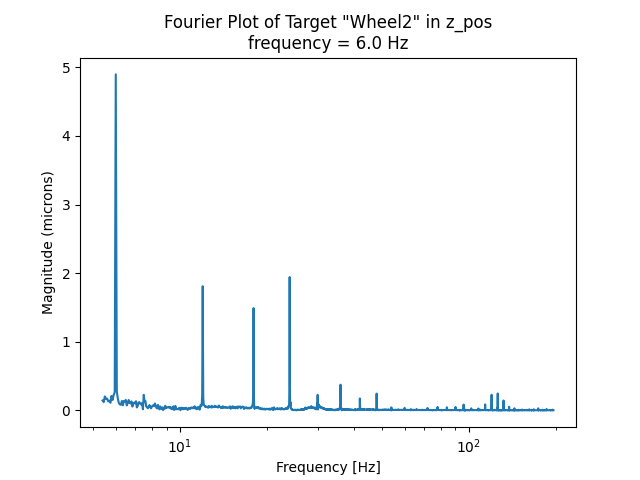 Fourier Plot of Target "Wheel2" in z_pos
frequency = 6.0 Hz
5
4
3
2
1
0
Magnitude (microns)
10¹
10²
Frequency [Hz]